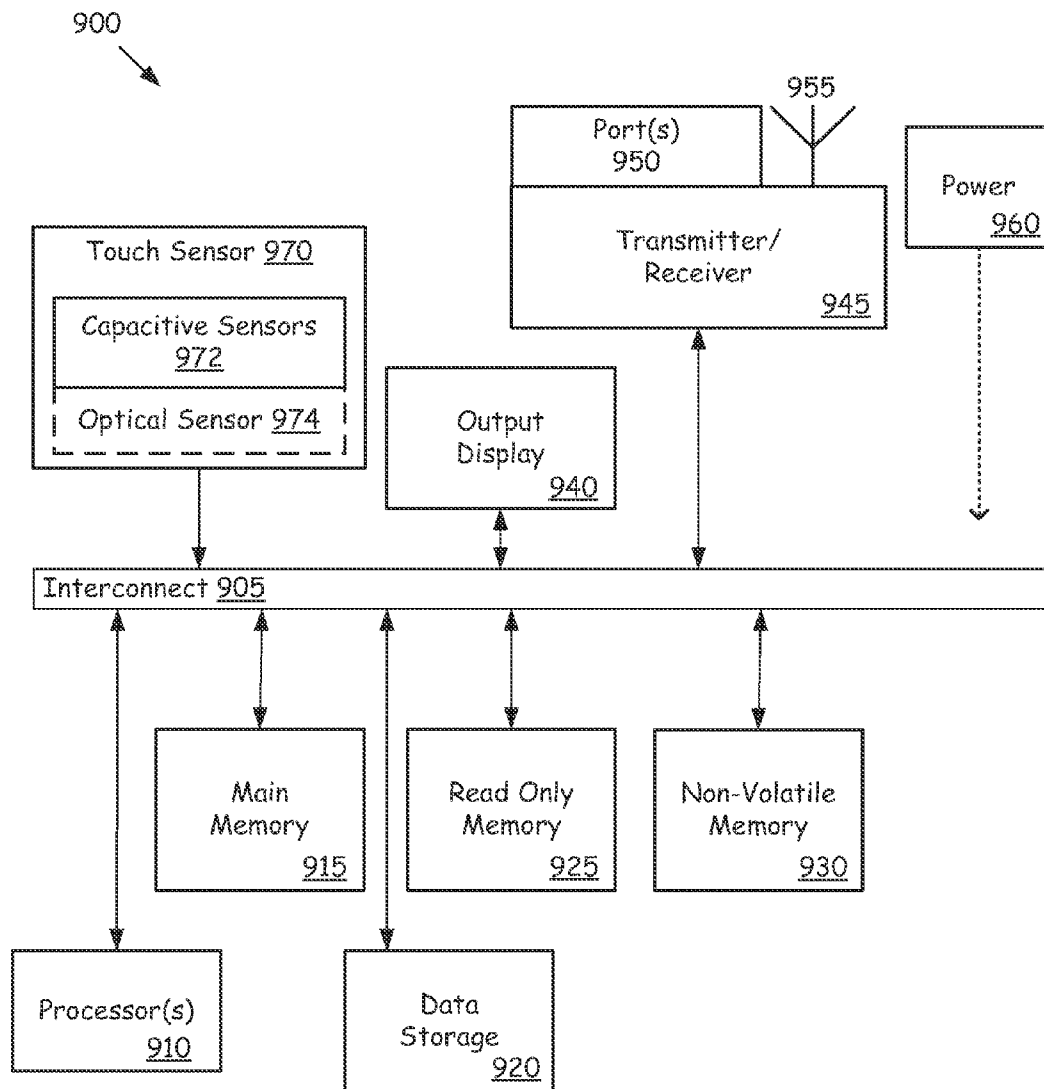 900
955
Port(s)
950
Power
960
Transmitter/
Receiver
945
Touch Sensor 970
Capacitive Sensors
972
Optical Sensor 974
Output
Display
940
Interconnect 905
Main
Memory
915
Read Only
Memory
925
Non-Volatile
Memory
930
Processor(s)
910
Data
Storage
920